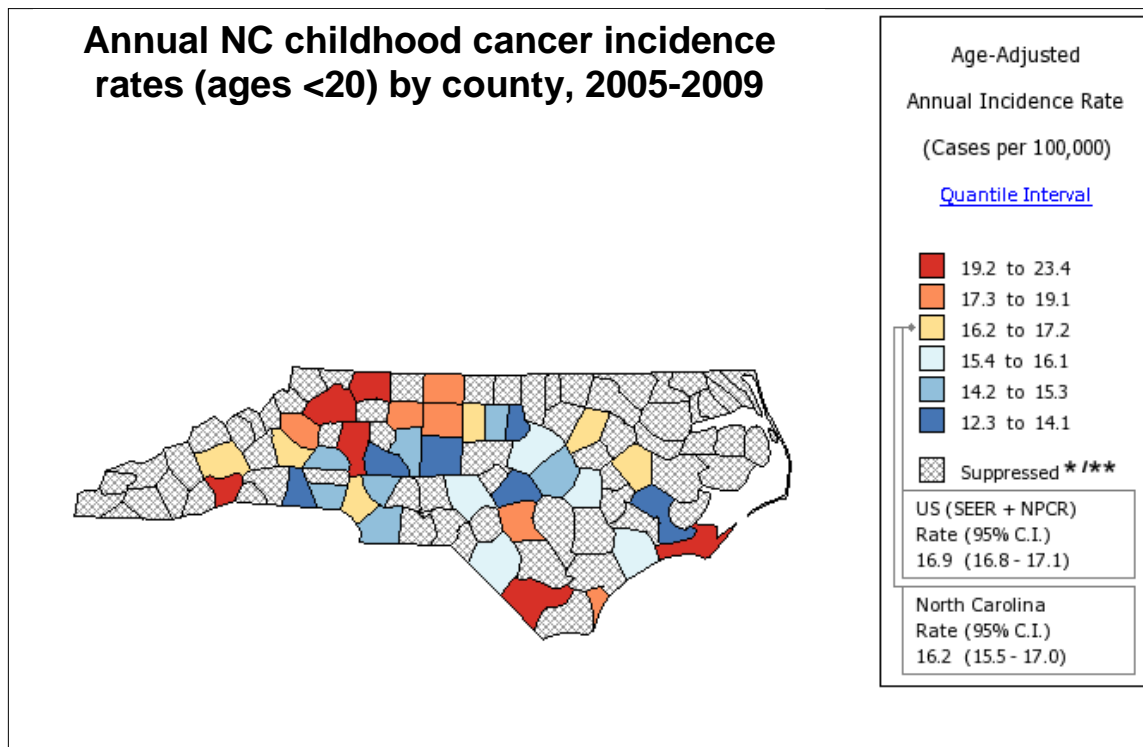 Annual NC childhood cancer incidence
rates (ages <20) by county, 2005-2009
Age-Adjusted
Annual Incidence Rate
(Cases per 100,000)
Quantile Interval
19.2 to 23.4
17.3 to 19.1
16.2 to 17.2
15.4 to 16.1
14.2 to 15.3
12.3 to 14.1
Suppressed * /**
US (SEER + NPCR)
Rate (95% C.I.)
16.9 (16.8 - 17.1)
North Carolina
Rate (95% C.I.)
16.2 (15.5 - 17.0)